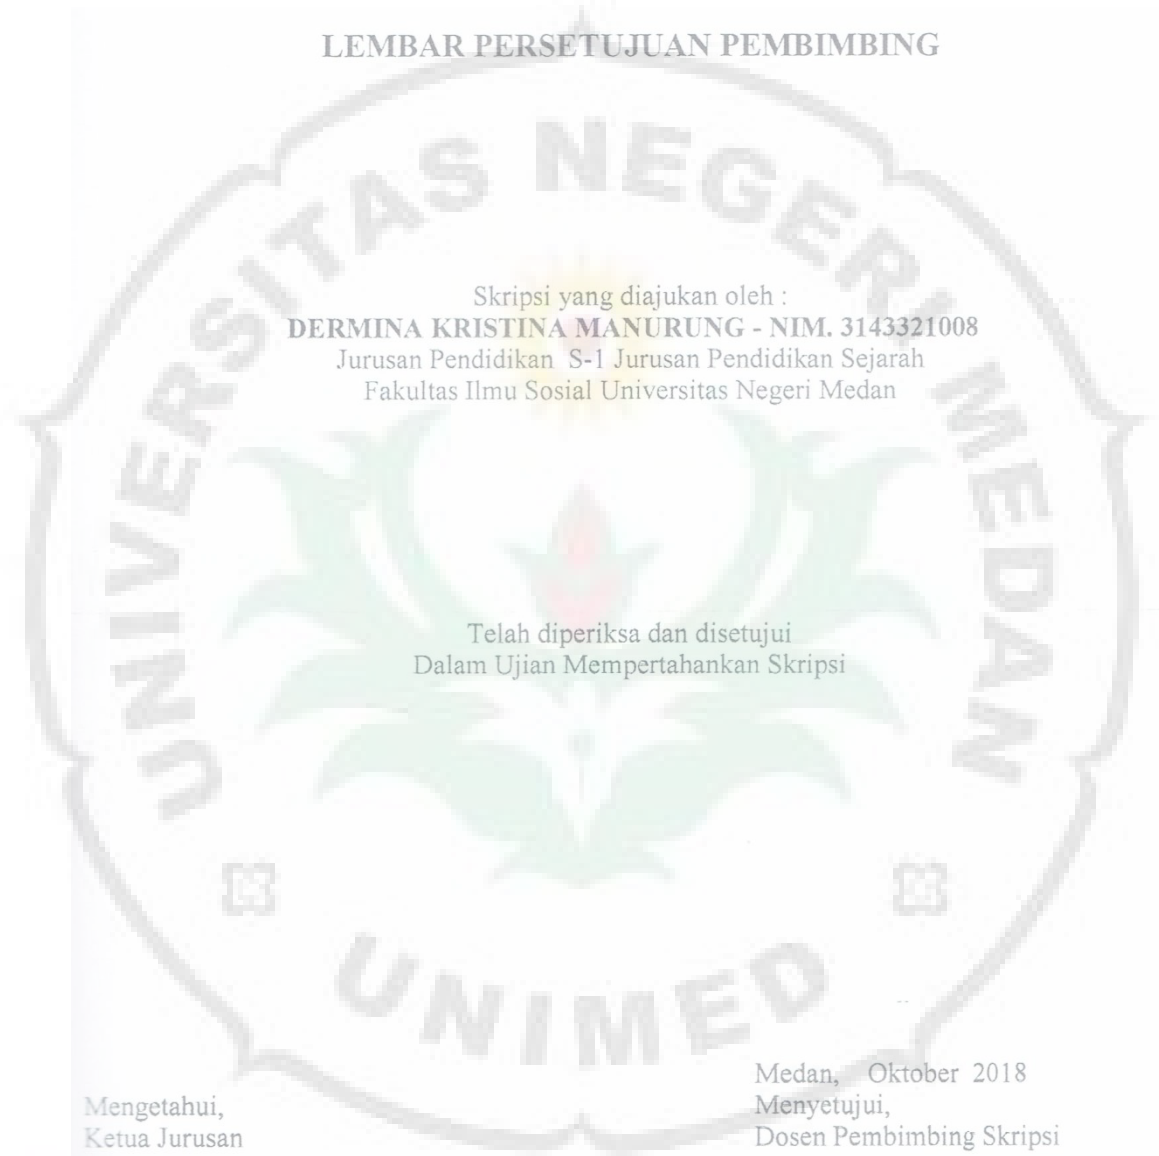 LEMBAR PERSETUJUAN PEMBIMBING
UNIVERSITAS NEGERI MEDAN
Skripsi yang diajukan oleh :
DERMINA KRISTINA MANURUNG - NIM. 3143321008
Jurusan Pendidikan S-1 Jurusan Pendidikan Sejarah
Fakultas Ilmu Sosial Universitas Negeri Medan
Telah diperiksa dan disetujui
Dalam Ujian Mempertahankan Skripsi
UNIMED
Medan, Oktober 2018
Mengetahui,
Menyetujui,
Ketua Jurusan
Dosen Pembimbing Skripsi